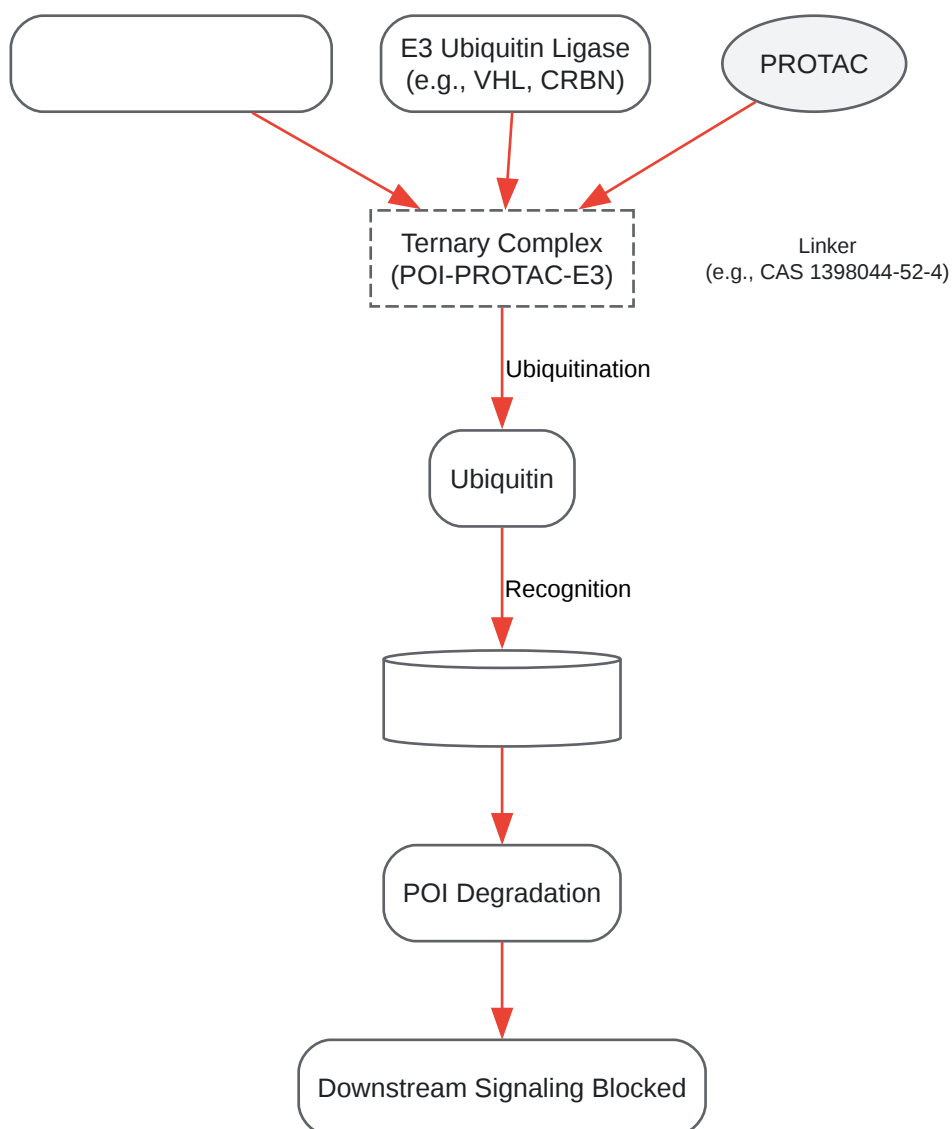 E3 Ubiquitin Ligase
(e.g., VHL, CRBN)
PROTAC
Ternary Complex
(POI-PROTAC-E3)
Linker
(e.g., CAS 1398044-52-4)
Ubiquitination
Ubiquitin
Recognition
POI Degradation
Downstream Signaling Blocked